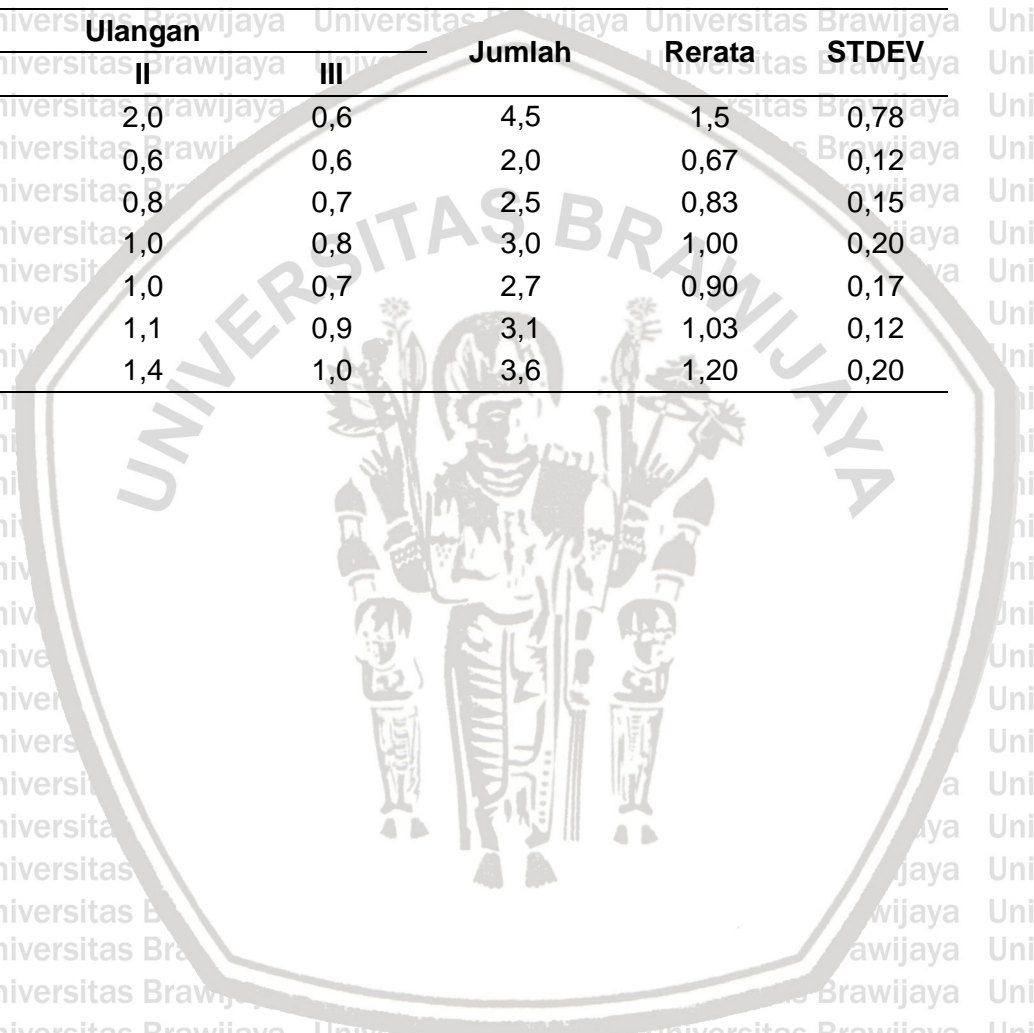 Ulangan Jumlah Rerata STDEV
II III
2,0 0,6 4,5 1,5 0,78
0,6 0,6 2,0 0,67 0,12
0,8 0,7 2,5 0,83 0,15
1,0 0,8 3,0 1,00 0,20
1,0 0,7 2,7 0,90 0,17
1,1 0,9 3,1 1,03 0,12
1,4 1,0 3,6 1,20 0,20
UNIVERSITAS BRAWIJAYA